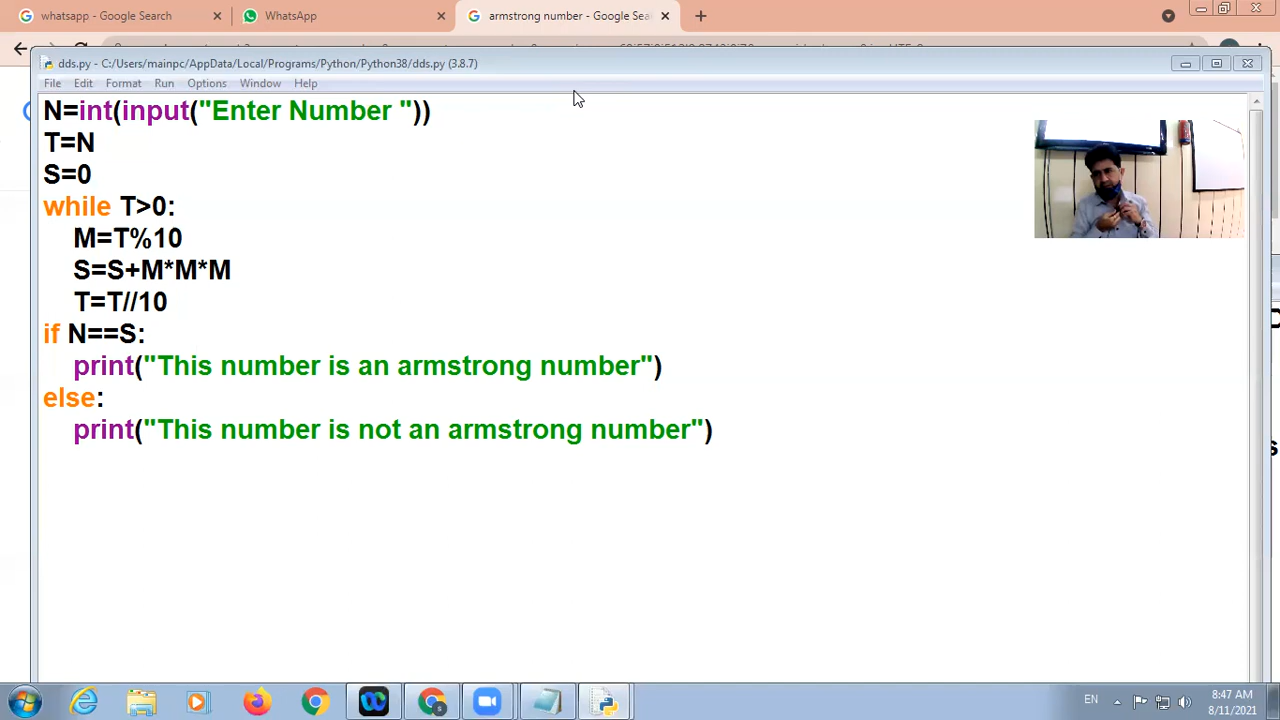 whatsapp - Google Search
WhatsApp
armstrong number - Google Sea
dds.py - C:/Users/mainpc/AppData/Local/Programs/Python/Python38/dds.py (3.8.7)
File Edit Format Run Options Window Help
N=int(input("Enter Number "))
T=N
S=0
while T>0:
M=T%10
S=S+M*M*M
T=T//10
if N==S:
print("This number is an armstrong number")
else:
print("This number is not an armstrong number")
EN
8:47 AM
8/11/2021